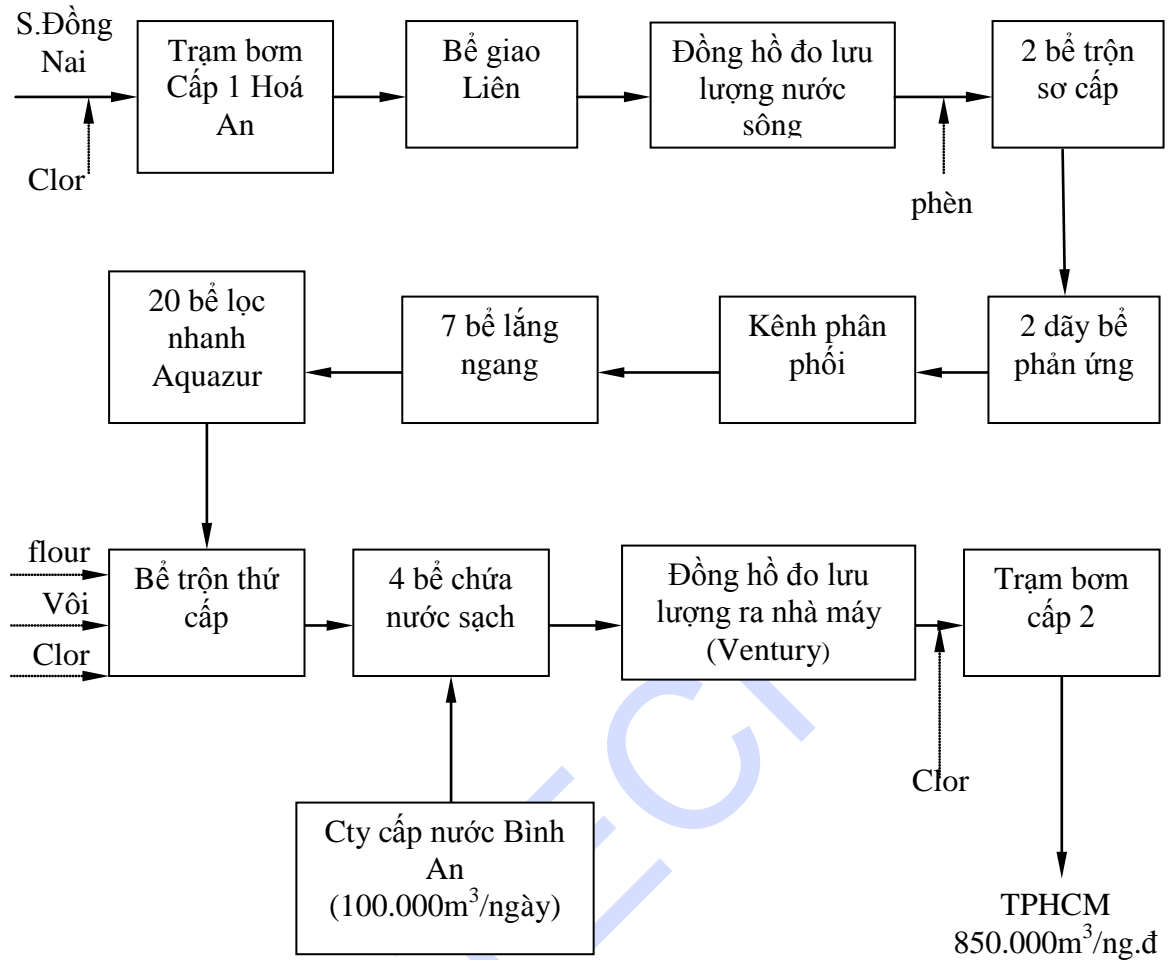 S.Đồng
Nai
Clor
Trạm bơm
Cấp 1 Hoá
An
Bể giao
Liên
Đồng hồ đo lưu
lượng nước
sông
phèn
2 bể trộn
sơ cấp
2 dãy bể
phản ứng
Kênh phân
phối
7 bể lắng
ngang
20 bể lọc
nhanh
Aquazur
flour
Vôi
Clor
Bể trộn thứ
cấp
4 bể chứa
nước sạch
Cty cấp nước Bình
An
(100.000m³/ngày)
Đồng hồ đo lưu
lượng ra nhà máy
(Ventury)
Clor
Trạm bơm
cấp 2
TPHCM
850.000m³/ng.đ